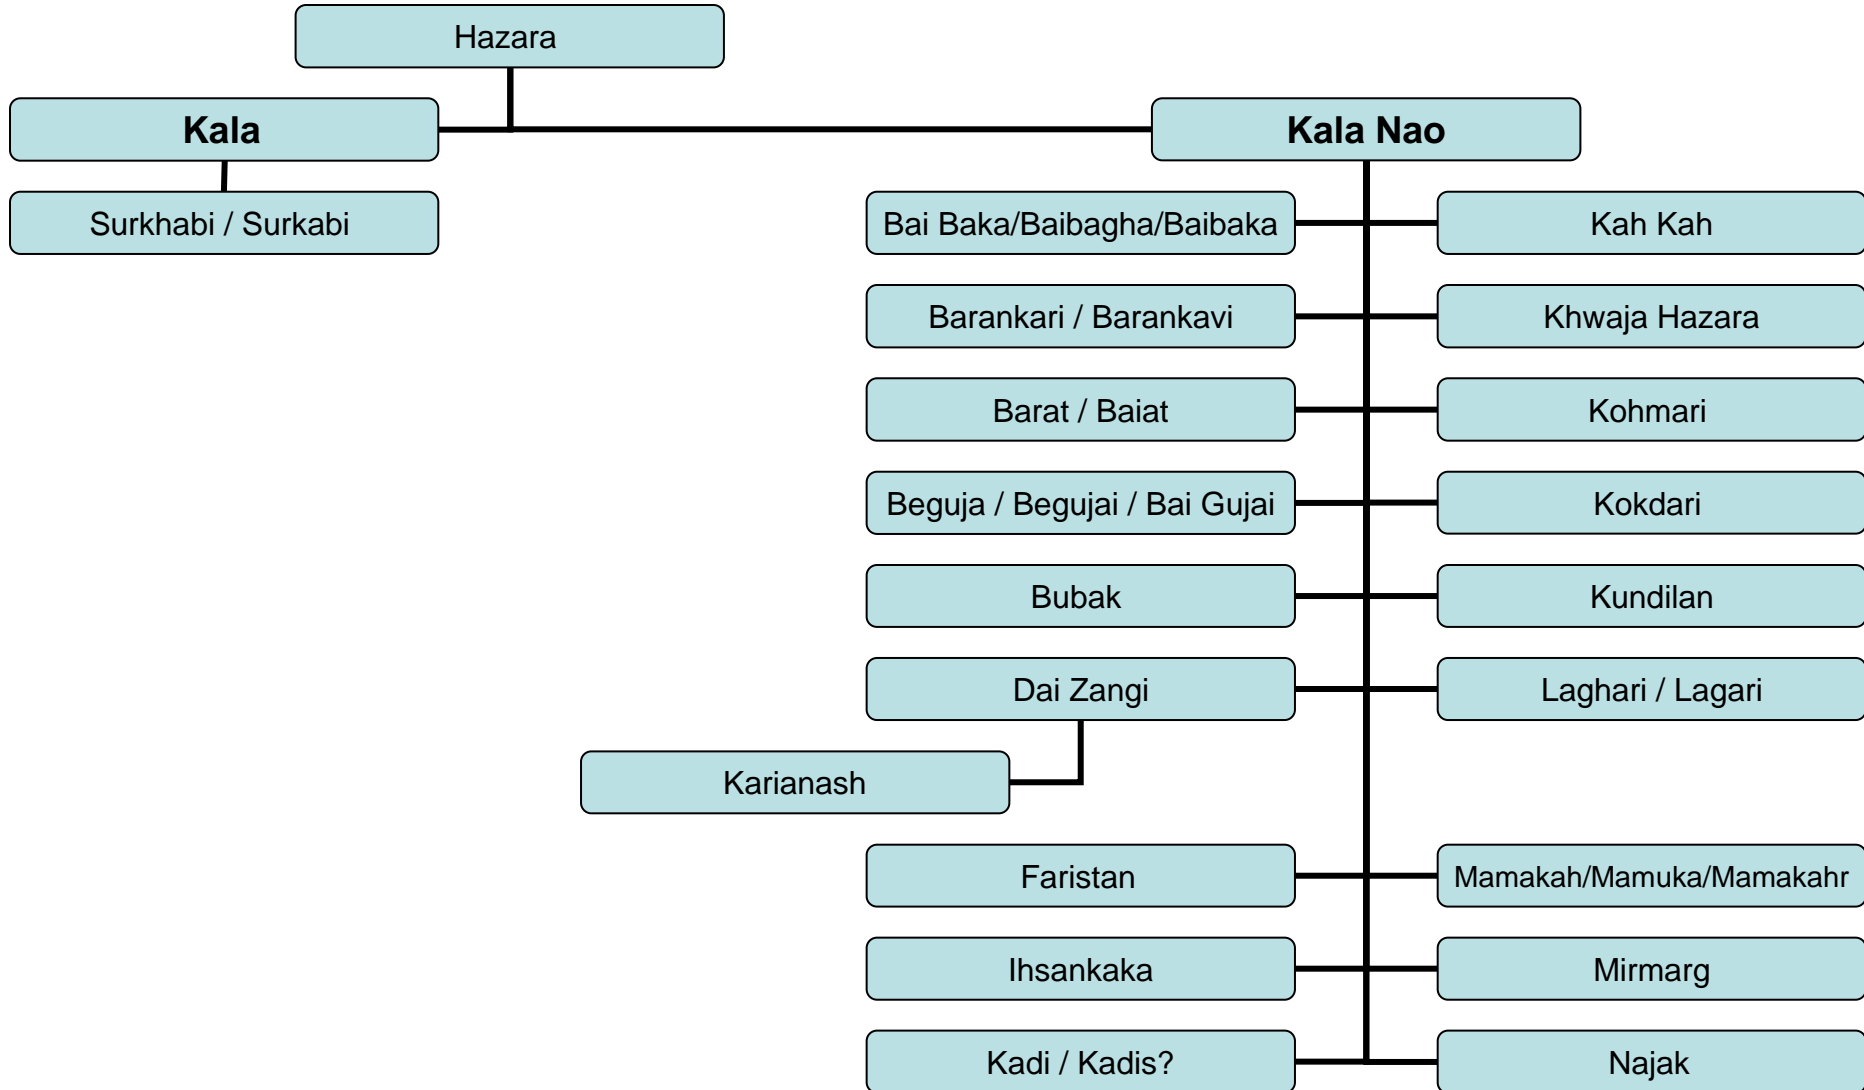 Hazara
Kala
Kala Nao
Surkhabi / Surkabi
Bai Baka/Baibagha/Baibaka
Kah Kah
Barankari / Barankavi
Khwaja Hazara
Barat / Baiat
Kohmari
Beguja / Begujai / Bai Gujai
Kokdari
Bubak
Kundilan
Dai Zangi
Laghari / Lagari
Karianash
Faristan
Mamakah/Mamuka/Mamakahr
Ihsankaka
Mirmarg
Kadi / Kadis?
Najak